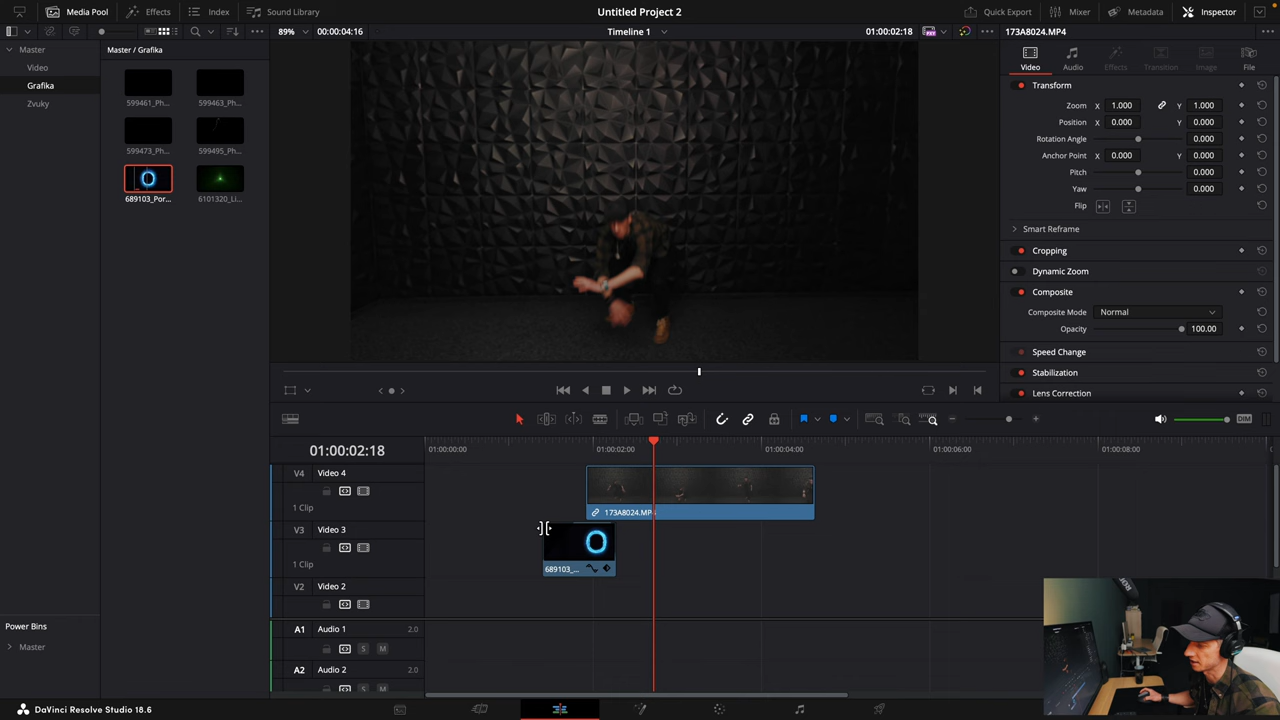 Media Pool Effects Index Sound Library Untitled Project 2 Quick Export Mixer Metadata Inspector
89% 00:00:04:16 Timeline 1 01:00:02:18 173A8024.MP4
Master Master / Grafika
Video
Grafika
Zvuky
599461_Ph... 599463_Ph...
599473_Ph... 599495_Ph...
689103_Por... 6101320_Li...
Power Bins
Master
Video Audio Effects Transition Image File
Transform
Zoom X 1.000 Y 1.000
Position X 0.000 Y 0.000
Rotation Angle 0.000
Anchor Point X 0.000 Y 0.000
Pitch 0.000
Yaw 0.000
Flip
Smart Reframe
Cropping
Dynamic Zoom
Composite
Composite Mode Normal
Opacity 100.00
Speed Change
Stabilization
Lens Correction
DIM
01:00:02:18 01:00:00:00 01:00:02:00 01:00:04:00 01:00:06:00 01:00:08:00
V4 Video 4
1 Clip
173A8024.MP4
V3 Video 3
1 Clip
689103_...
V2 Video 2
A1 Audio 1 2.0
S M
A2 Audio 2 2.0
S M
DaVinci Resolve Studio 18.6